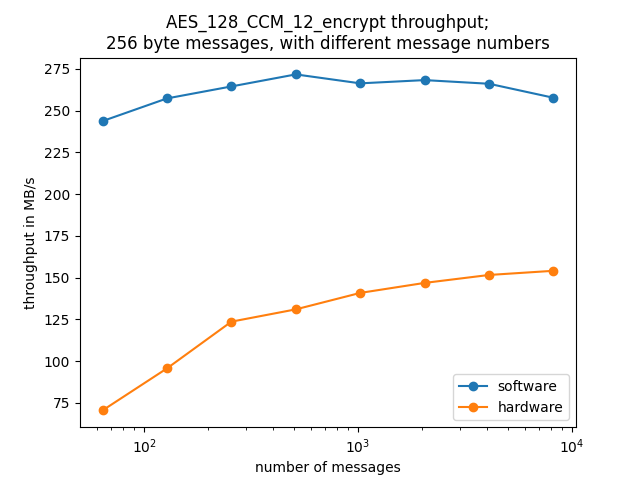 AES_128_CCM_12_encrypt throughput;
256 byte messages, with different message numbers
throughput in MB/s
275
250
225
200
175
150
125
100
75
software
hardware
10²
10³
10⁴
number of messages